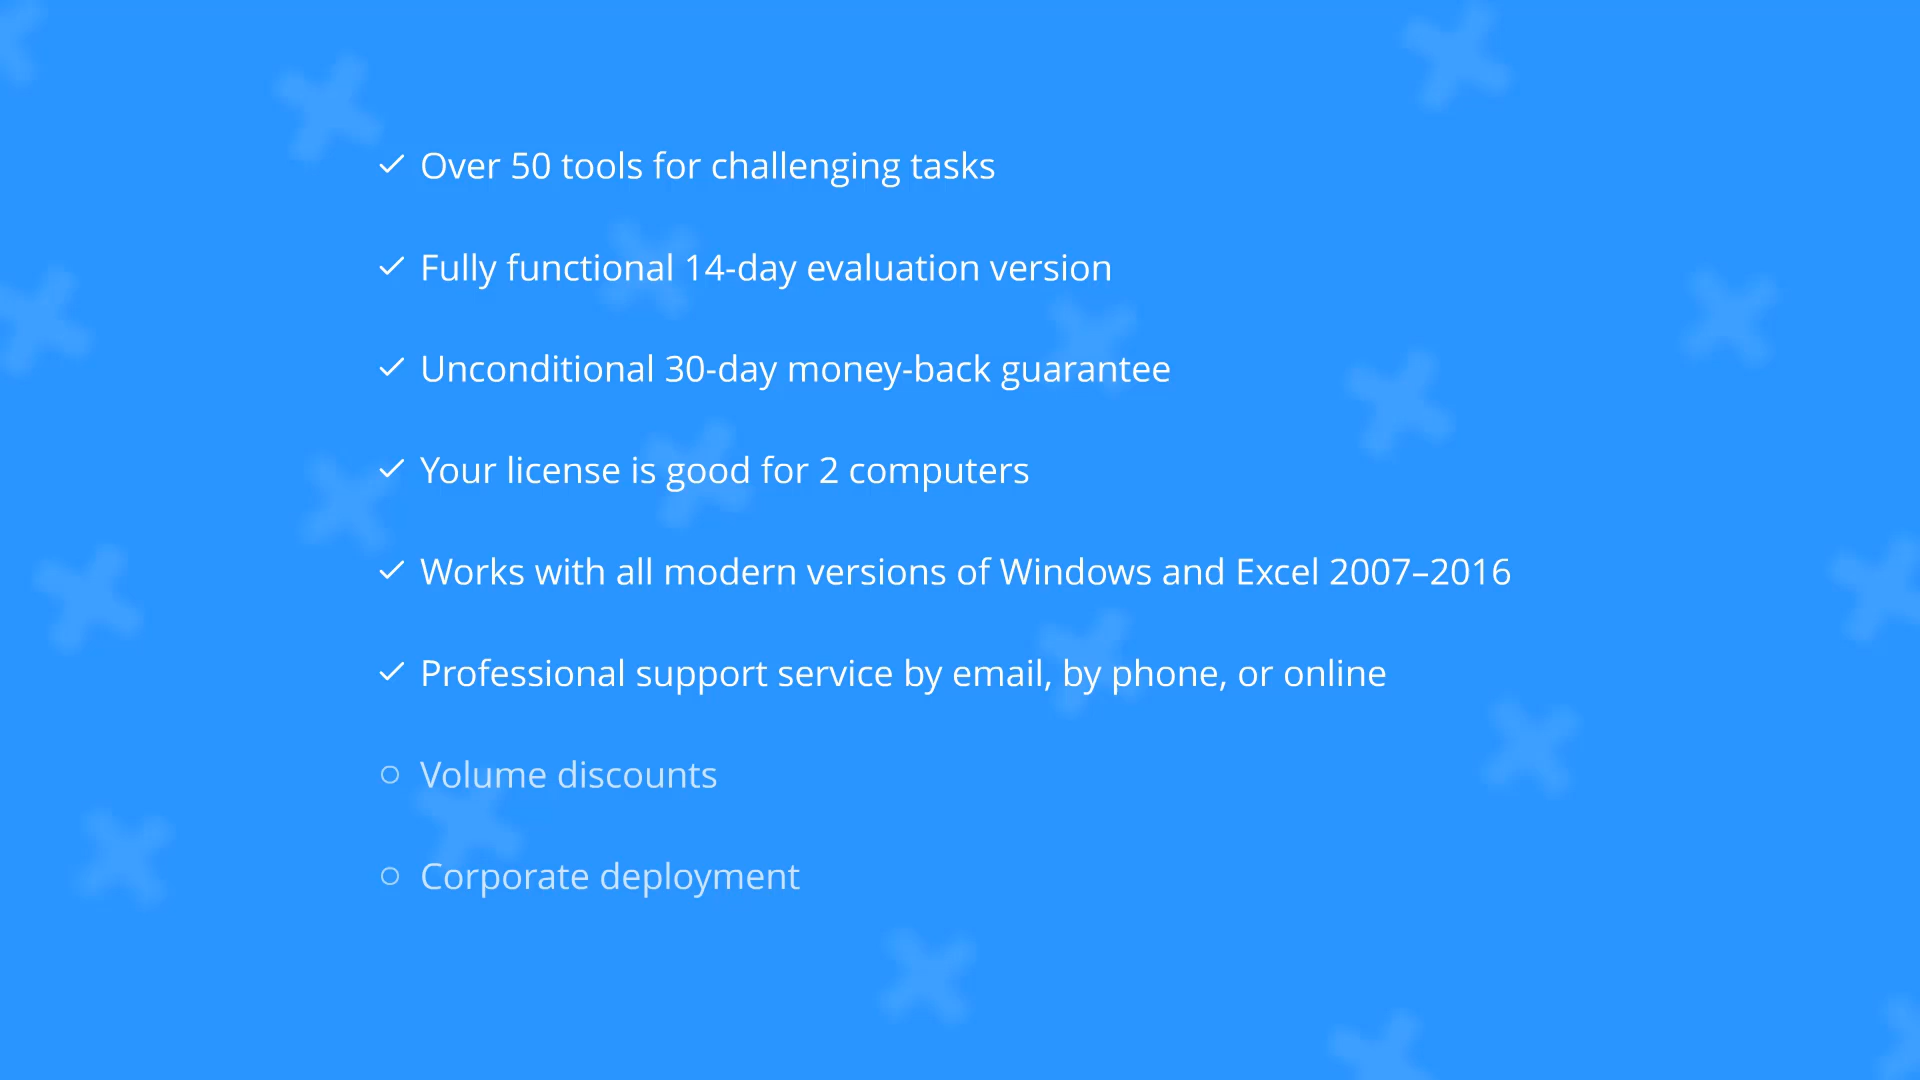 Over 50 tools for challenging tasks
Fully functional 14-day evaluation version
Unconditional 30-day money-back guarantee
Your license is good for 2 computers
Works with all modern versions of Windows and Excel 2007–2016
Professional support service by email, by phone, or online
Volume discounts
Corporate deployment